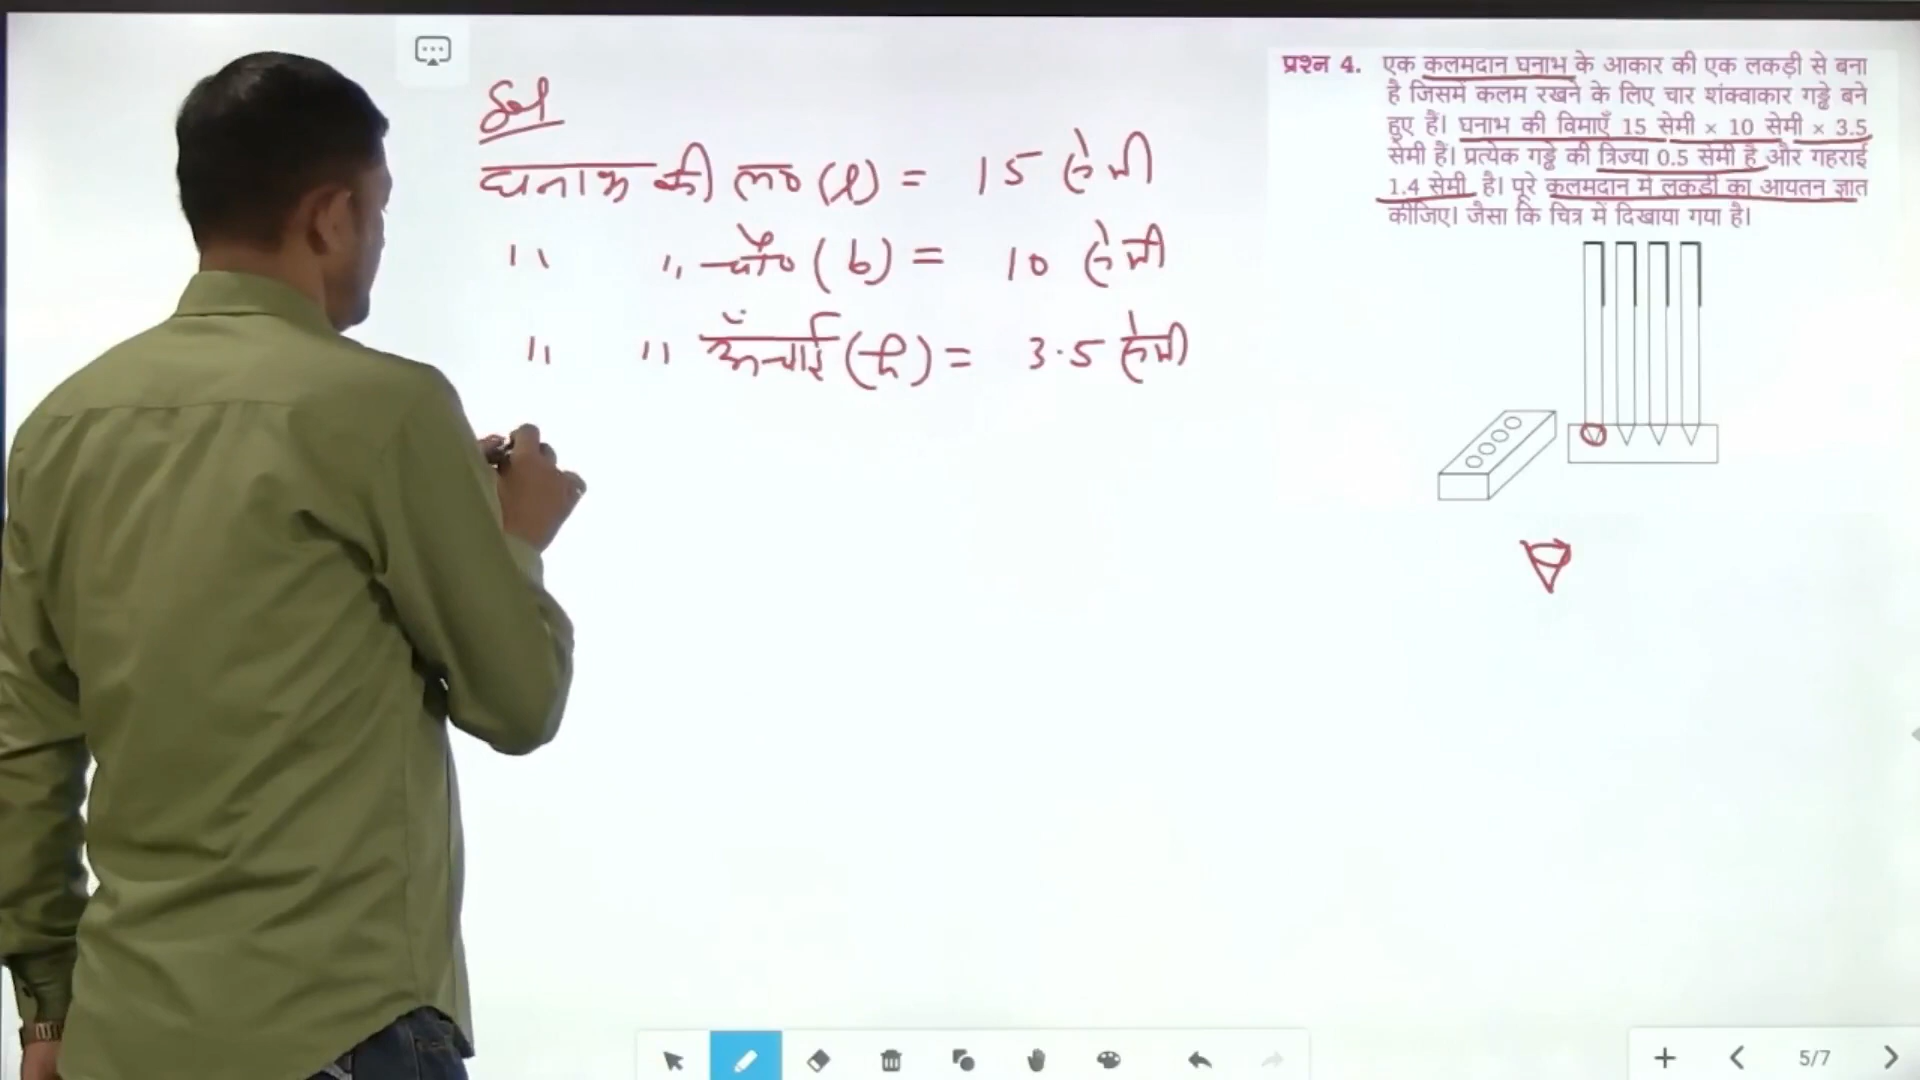 हल
घनाभ की ल० (l) = 15 सेमी
" " चौ० (b) = 10 सेमी
" " ऊँचाई (h) = 3.5 सेमी
प्रश्न 4. एक कलमदान घनाभ के आकार की एक लकड़ी से बना
है जिसमें कलम रखने के लिए चार शंक्वाकार गड्ढे बने
हुए हैं। घनाभ की विमाएँ 15 सेमी × 10 सेमी × 3.5
सेमी हैं। प्रत्येक गड्ढे की त्रिज्या 0.5 सेमी है और गहराई
1.4 सेमी है। पूरे कलमदान में लकड़ी का आयतन ज्ञात
कीजिए। जैसा कि चित्र में दिखाया गया है।
5/7